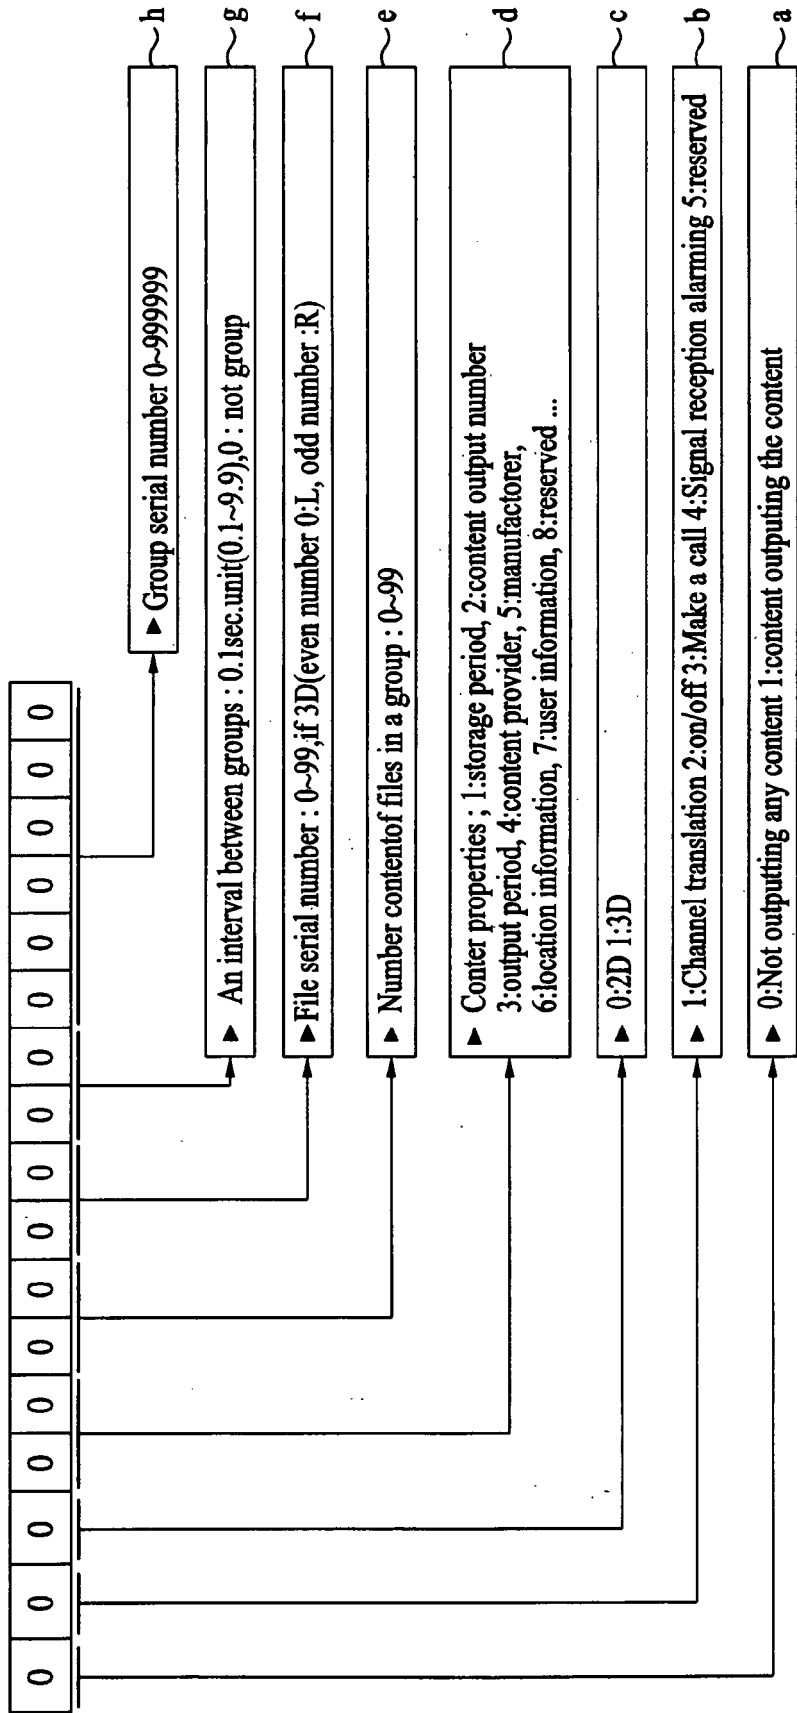 0 0 0 0 0 0 0 0 0 0 0 0 0 0 0 0 0
▶ Group serial number 0~999999 h
▶ An interval between groups : 0.1sec.unit(0.1~9.9),0 : not group g
▶File serial number : 0~99,if 3D(even number 0:L, odd number :R) f
▶ Number contentof files in a group : 0~99 e
▶ Conter properties ; 1:storage period, 2:content output number d
3:output period, 4:content provider, 5:manufactorer,
6:location information, 7:user information, 8:reserved ...
▶ 0:2D 1:3D c
▶ 1:Channel translation 2:on/off 3:Make a call 4:Signal reception alarming 5:reserved b
▶ 0:Not outputting any content 1:content outputing the content a